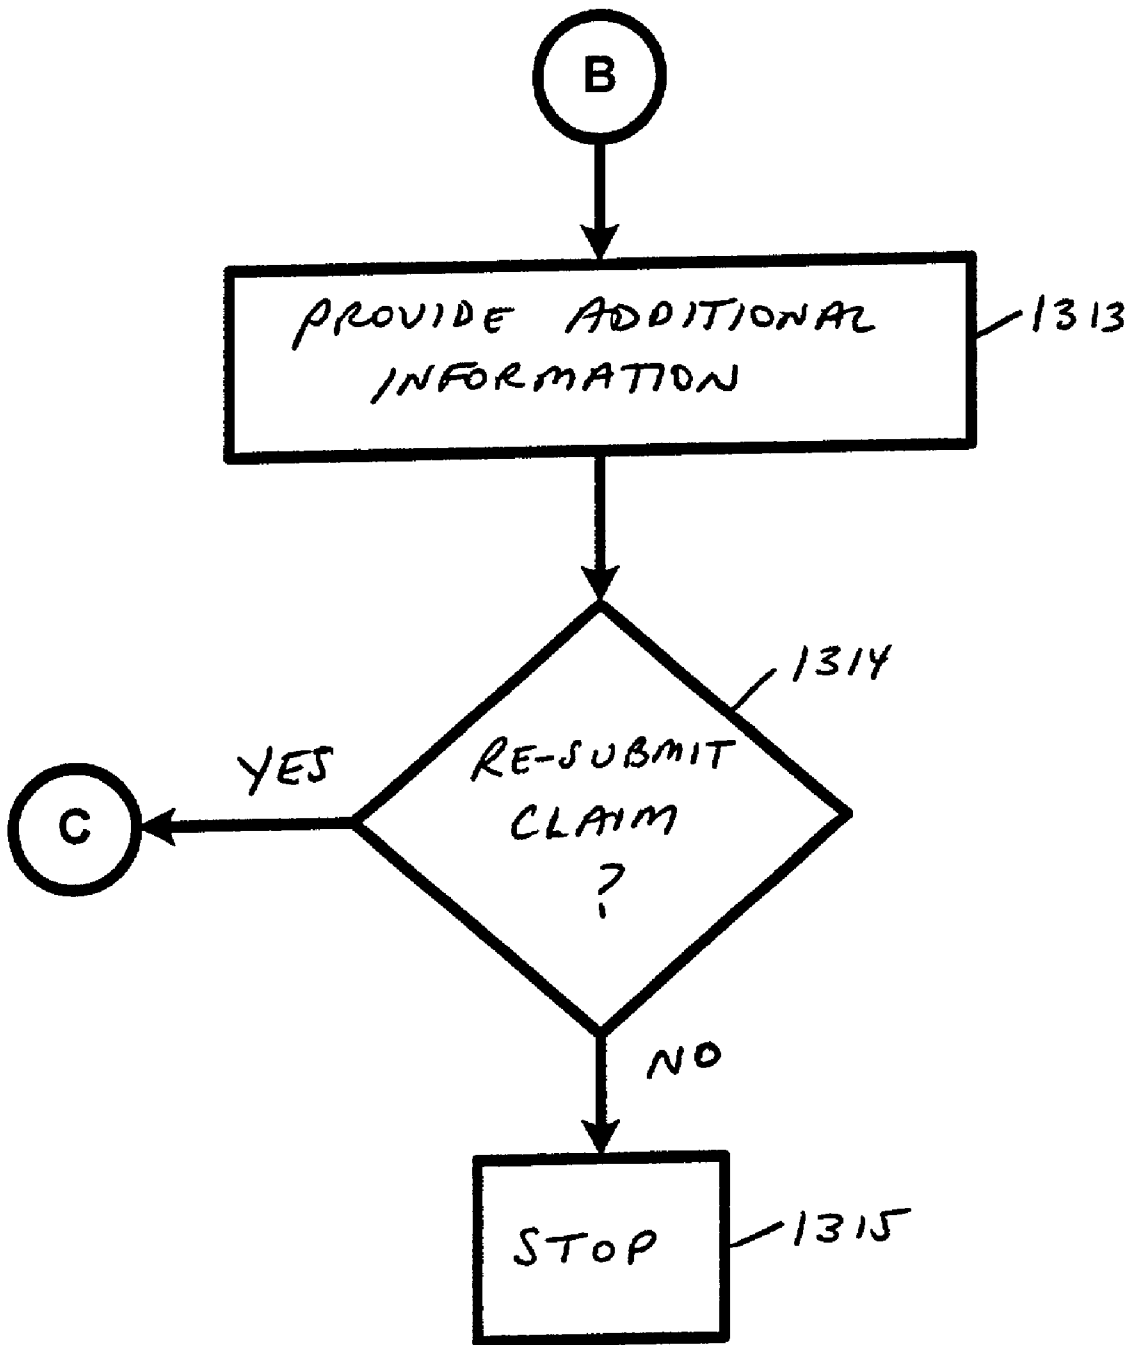 B
PROVIDE ADDITIONAL
INFORMATION
1313
1314
RE-SUBMIT
CLAIM
?
YES
C
NO
STOP
1315